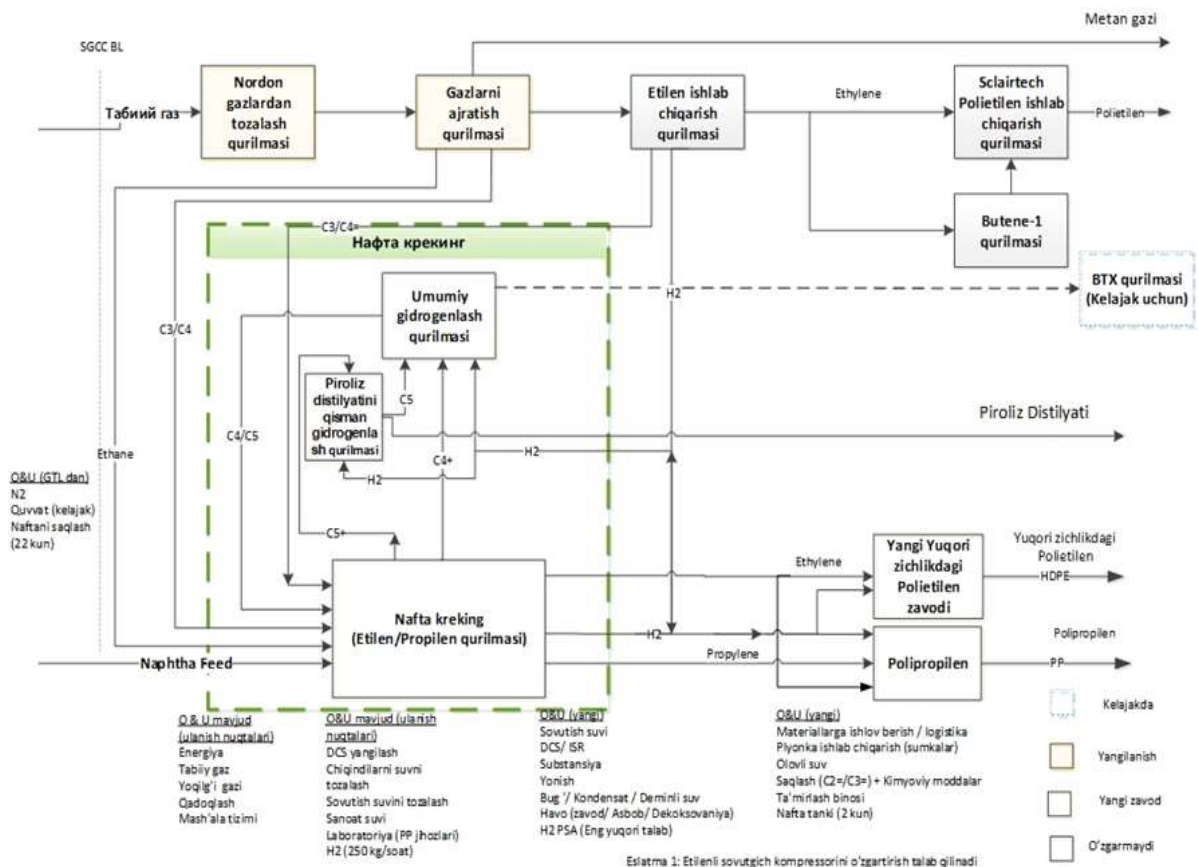 Metan gazi
SGCC BL
Табиий газ
Nordon
gazlardan
tozalash
qurilmasi
Gazlarni
ajratish
qurilmasi
Etilen ishlab
chiqarish
qurilmasi
Ethylene
Sclairtech
Polietilen ishlab
chiqarish
qurilmasi
Polietilen
Butene-1
qurilmasi
C3/C4=
Нафта крекинг
BTX qurilmasi
(Kelajak uchun)
H2
Umumiy
gidrogenlash
qurilmasi
C3/C4
Piroliz
distilyatini
qisman
gidrogenla
sh qurilmasi
C5
Piroliz Distilyati
C4/C5
Ethane
C4+
H2
H2
O&U (GTL dan)
N2
Quvvat (kelajak)
Naftani saqlash
(22 kun)
C5+
Ethylene
Yangi Yuqori
zichlikdagi
Polietilen
zavodi
Yuqori zichlikdagi
Polietilen
HDPE
Nafta kreking
(Etilen/Propilen qurilmasi)
H2
Propylene
Polipropilen
Polipropilen
PP
Naphtha Feed
O & U mavjud
(ulanish nuqtalari)
Energiya
Tabiiy gaz
Yoqilg'i gazi
Qadoqlash
Mash'ala tizimi
O&U mavjud (ulanish
nuqtalari)
DCS yangilash
Chiqindilarni suvni
tozalash
Sovutish suvini tozalash
Sanoat suvi
Laboratoriya (PP jihozlari)
H2 (250 kg/soat)
O&U (yangi)
Sovutish suvi
DCS/ ISR
Substansiya
Yonish
Bug '/ Kondensat / Deminli suv
Havo (zavod/ Asbob/ Dekoksovaniya)
H2 PSA (Eng yuqori talab)
O&U (yangi)
Materiallarga ishlov berish / logistika
Plyonka ishlab chiqarish (sumkalar)
Olovli suv
Saqlash (C2=/C3=) + Kimyoviy moddalar
Ta'mirlash binosi
Nafta tanki (2 kun)
Kelajakda
Yangilanish
Yangi zavod
O'zgarmaydi
Eslatma 1: Etilenli sovutgich kompressorini o'zgartirish talab qilinadi